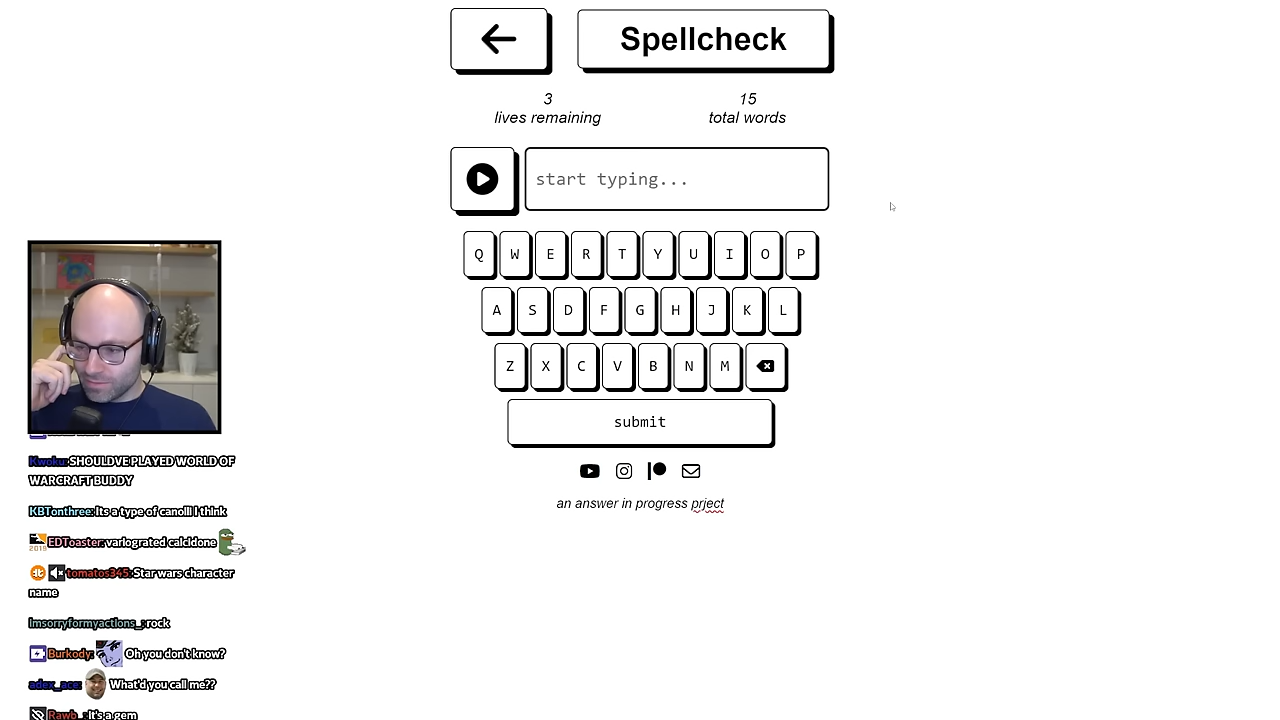 Spellcheck
3
lives remaining
15
total words
start typing...
Q W E R T Y U I O P
A S D F G H J K L
Z X C V B N M
submit
an answer in progress prject
Kwoku: SHOULDVE PLAYED WORLD OF
WARCRAFT BUDDY
KBTonthree: Its a type of canolli I think
2019 EDToaster: variograted calcidone
tomatos345: Star wars character
name
imsorryformyactions_: rock
Burkody: Oh you don't know?
adex_ace: What'd you call me??
Rawb_: It's a gem